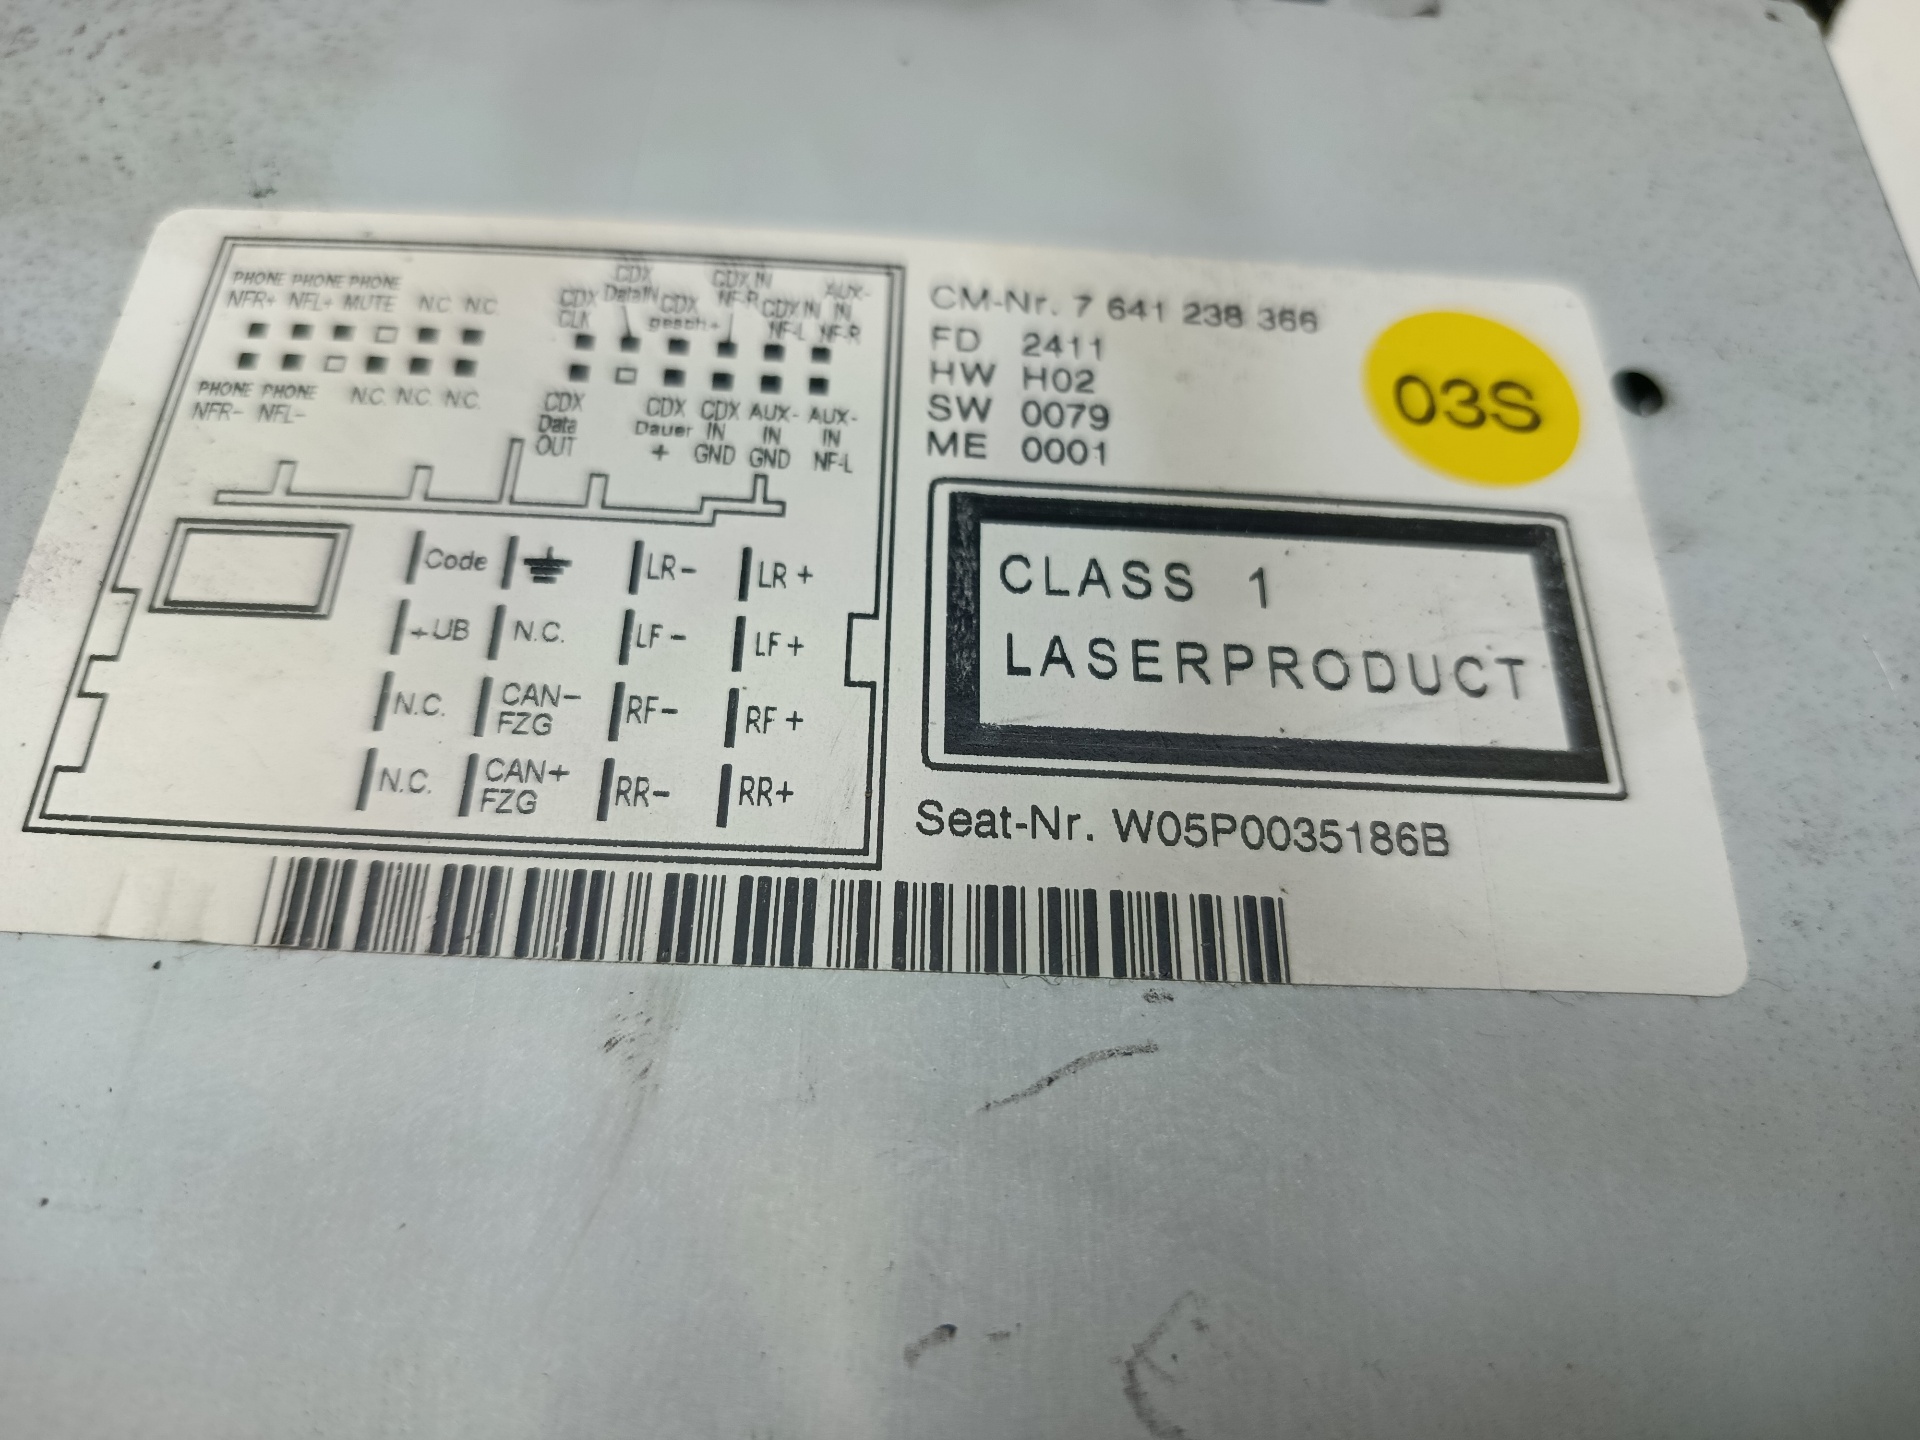 PHONE PHONE PHONE
NFR+ NFL+ MUTE N.C N.C.
PHONE PHONE
NFR- NFL- N.C. N.C. N.C.
CDX
CLK
CDX
DataIN
CDX
gesch+
CDX IN
NF-R
CDX IN
NF-L
AUX-
IN
NF-R
CDX
Data
OUT
CDX
Dauer
+
CDX
IN
GND
AUX-
IN
GND
AUX-
IN
NF-L
Code LR- LR+
+UB N.C. LF- LF+
N.C. CAN-
FZG RF- RF+
N.C. CAN+
FZG RR- RR+
CM-Nr. 7 641 238 366
FD 2411
HW H02
SW 0079
ME 0001
03S
CLASS 1
LASERPRODUCT
Seat-Nr. W05P0035186B